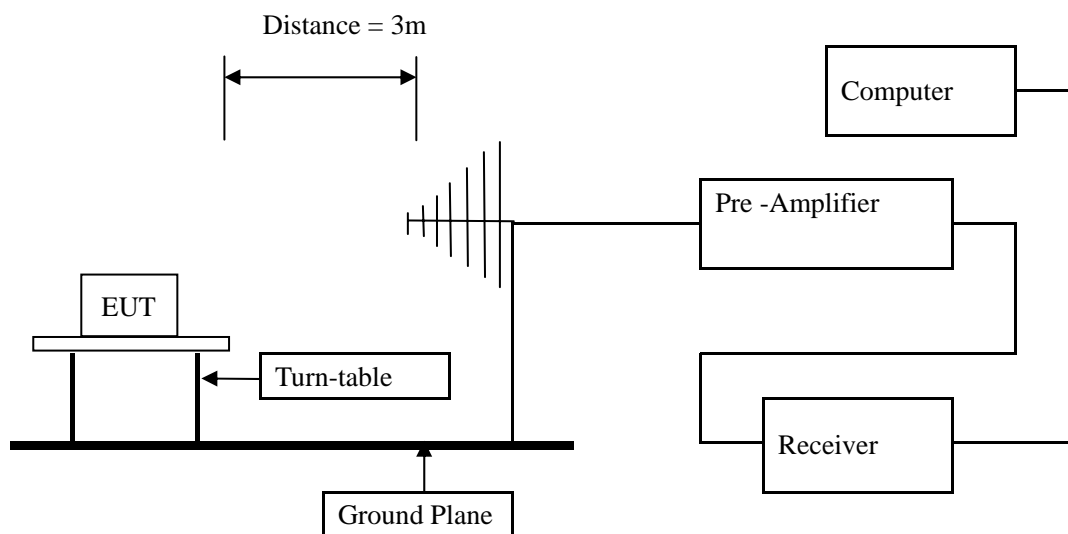 Distance = 3m
Computer
Pre -Amplifier
EUT
Turn-table
Receiver
Ground Plane